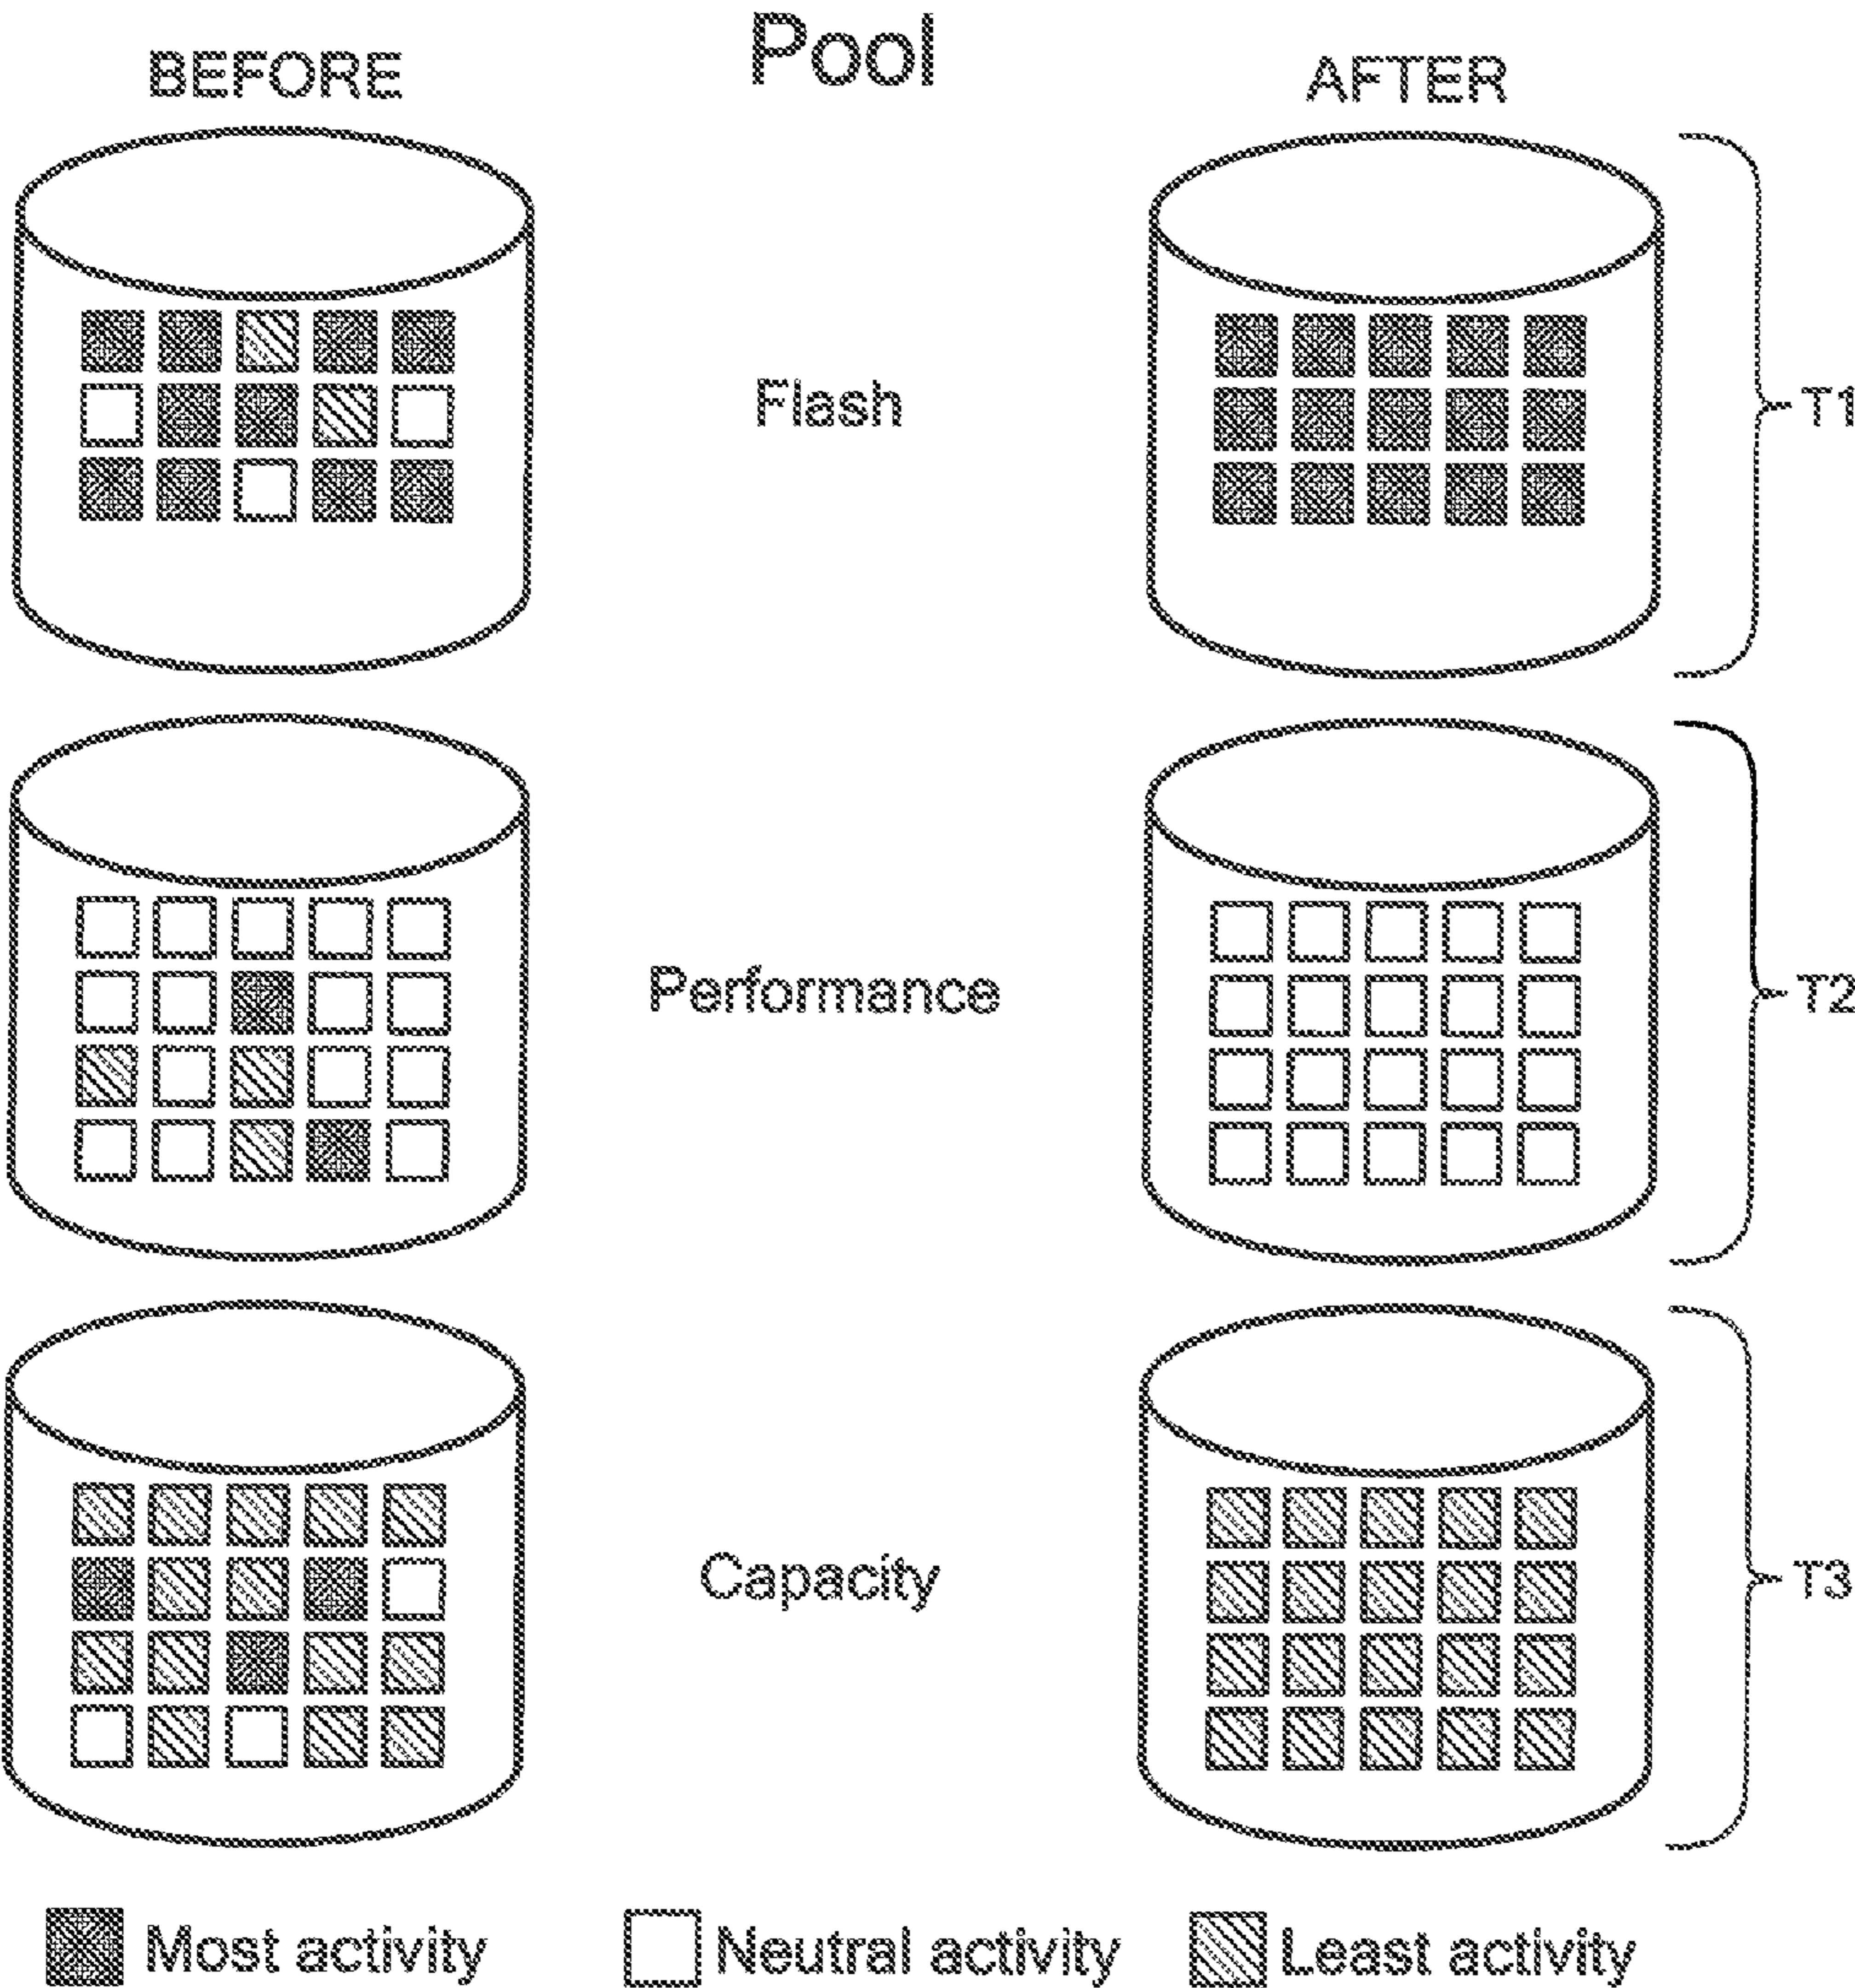 Pool
BEFORE
AFTER
Flash
T1
Performance
T2
Capacity
T3
Most activity
Neutral activity
Least activity